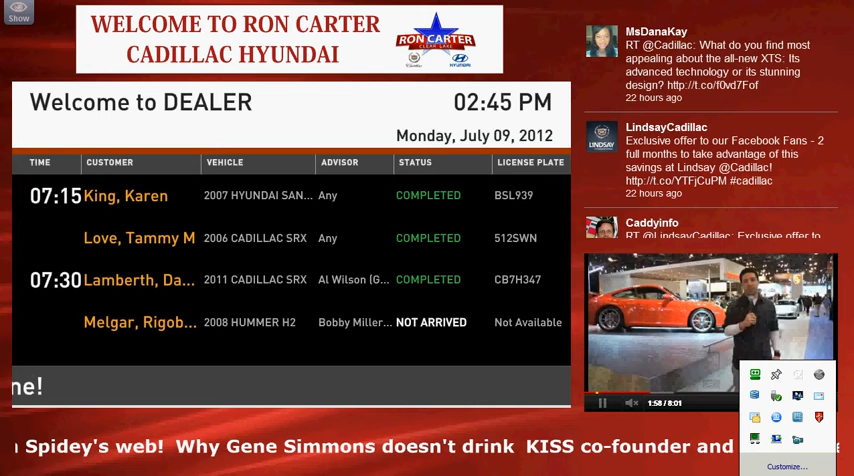 Show
WELCOME TO RON CARTER
CADILLAC HYUNDAI
RON CARTER
CLEAR LAKE
HYUNDAI
Welcome to DEALER
02:45 PM
Monday, July 09, 2012
TIME CUSTOMER VEHICLE ADVISOR STATUS LICENSE PLATE
07:15 King, Karen 2007 HYUNDAI SAN... Any COMPLETED BSL939
Love, Tammy M 2006 CADILLAC SRX Any COMPLETED 512SWN
07:30 Lamberth, Da... 2011 CADILLAC SRX Al Wilson (G... COMPLETED CB7H347
Melgar, Rigob... 2008 HUMMER H2 Bobby Miller... NOT ARRIVED Not Available
ne!
MsDanaKay
RT @Cadillac: What do you find most
appealing about the all-new XTS: Its
advanced technology or its stunning
design? http://t.co/f0vd7Fof
22 hours ago
LINDSAY
LindsayCadillac
Exclusive offer to our Facebook Fans - 2
full months to take advantage of this
savings at Lindsay @Cadillac!
http://t.co/YTFjCuPM #cadillac
22 hours ago
Caddyinfo
RT @LindsayCadillac: Exclusive offer to
1:58 / 8:01
Customize...
Spidey's web! Why Gene Simmons doesn't drink KISS co-founder and